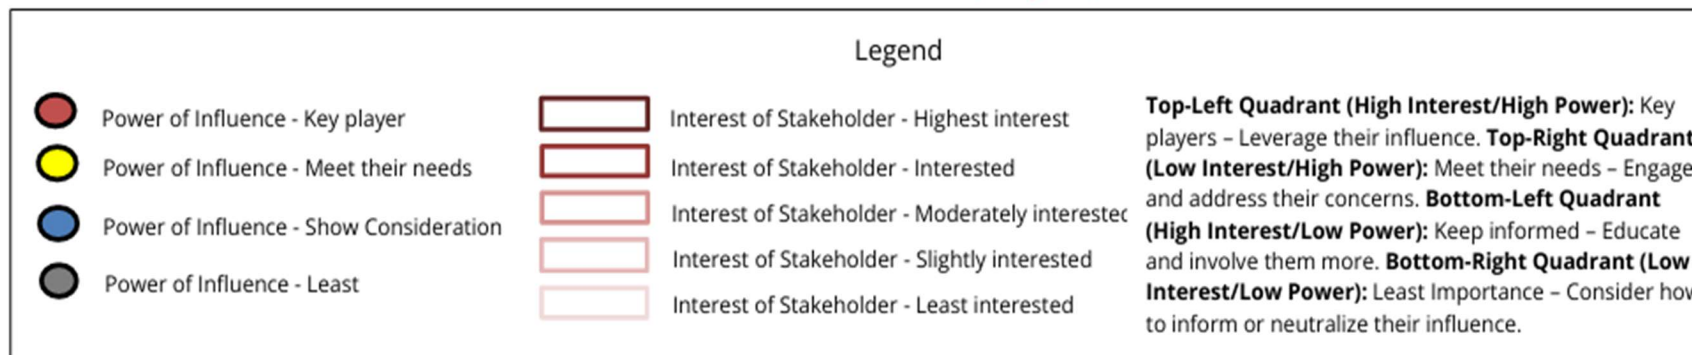 Legend
Power of Influence - Key player
Power of Influence - Meet their needs
Power of Influence - Show Consideration
Power of Influence - Least
Interest of Stakeholder - Highest interest
Interest of Stakeholder - Interested
Interest of Stakeholder - Moderately interested
Interest of Stakeholder - Slightly interested
Interest of Stakeholder - Least interested
Top-Left Quadrant (High Interest/High Power): Key
players – Leverage their influence. Top-Right Quadrant
(Low Interest/High Power): Meet their needs – Engage
and address their concerns. Bottom-Left Quadrant
(High Interest/Low Power): Keep informed – Educate
and involve them more. Bottom-Right Quadrant (Low
Interest/Low Power): Least Importance – Consider how
to inform or neutralize their influence.